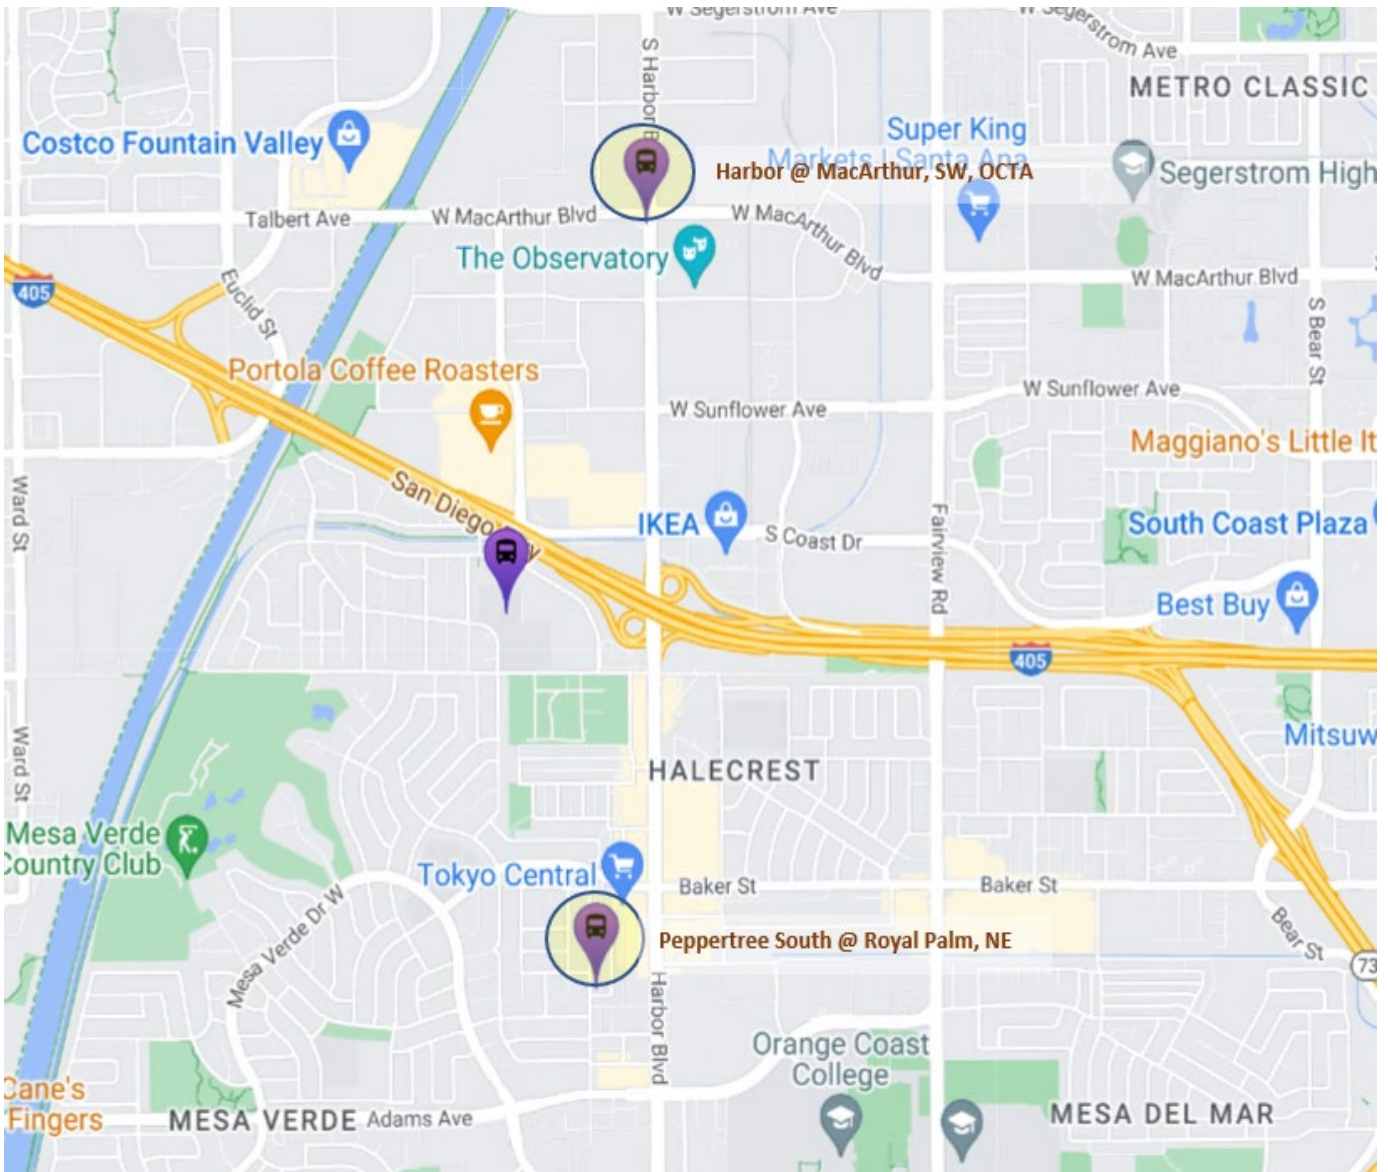 W Segerstrom Ave
W Segerstrom Ave
S Harbor B
METRO CLASSIC
Costco Fountain Valley
Super King
Markets | Santa Ana
Harbor @ MacArthur, SW, OCTA
Segerstrom High
Talbert Ave
W MacArthur Blvd
W MacArthur Blvd
The Observatory
W MacArthur Blvd
405
Euclid St
S Bear St
Portola Coffee Roasters
W Sunflower Ave
W Sunflower Ave
Maggiano's Little It
San Diego
Ward St
IKEA
S Coast Dr
Fairview Rd
South Coast Plaza
Best Buy
405
Ward St
Mitsuw
HALECREST
Mesa Verde
Country Club
Tokyo Central
Baker St
Baker St
Mesa Verde Dr W
Peppertree South @ Royal Palm, NE
Bear St
73
Harbor Blvd
Orange Coast
College
Cane's
Fingers
MESA VERDE
Adams Ave
MESA DEL MAR